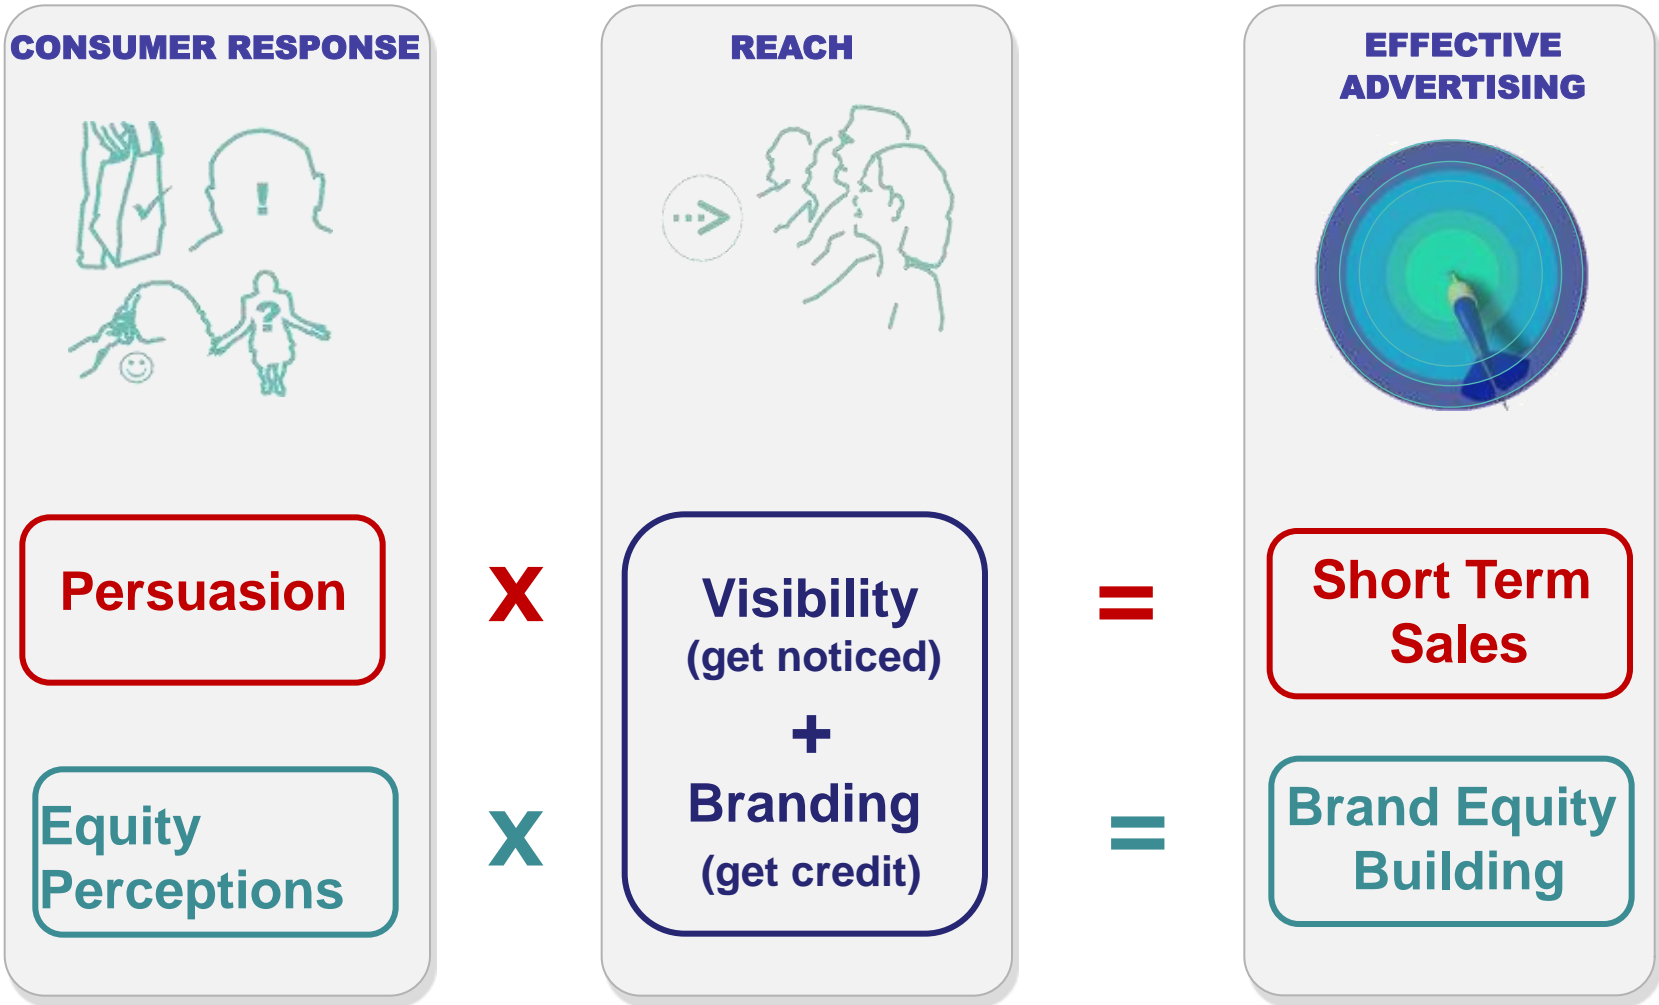 CONSUMER RESPONSE
!
?
Persuasion
X
Equity
Perceptions
X
REACH
Visibility
(get noticed)
+
Branding
(get credit)
=
=
EFFECTIVE
ADVERTISING
Short Term
Sales
Brand Equity
Building